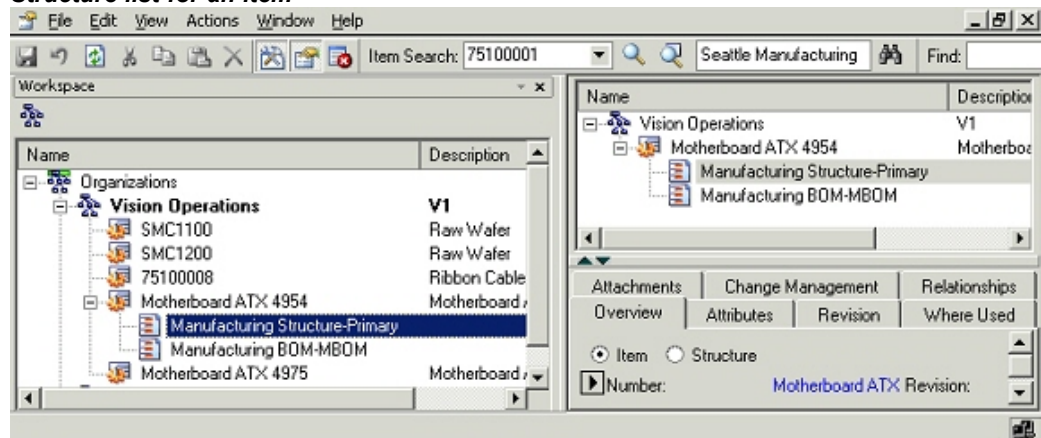 Structure list for an item
File Edit View Actions Window Help
Item Search: 75100001 Seattle Manufacturing Find:
Workspace
Name Description
Organizations
Vision Operations V1
SMC1100 Raw Wafer
SMC1200 Raw Wafer
75100008 Ribbon Cable
Motherboard ATX 4954 Motherboard
Manufacturing Structure-Primary
Manufacturing BOM-MBOM
Motherboard ATX 4975 Motherboard
Name Description
Vision Operations V1
Motherboard ATX 4954 Motherboa
Manufacturing Structure-Primary
Manufacturing BOM-MBOM
Attachments Change Management Relationships
Overview Attributes Revision Where Used
Item Structure
Number: Motherboard ATX Revision: